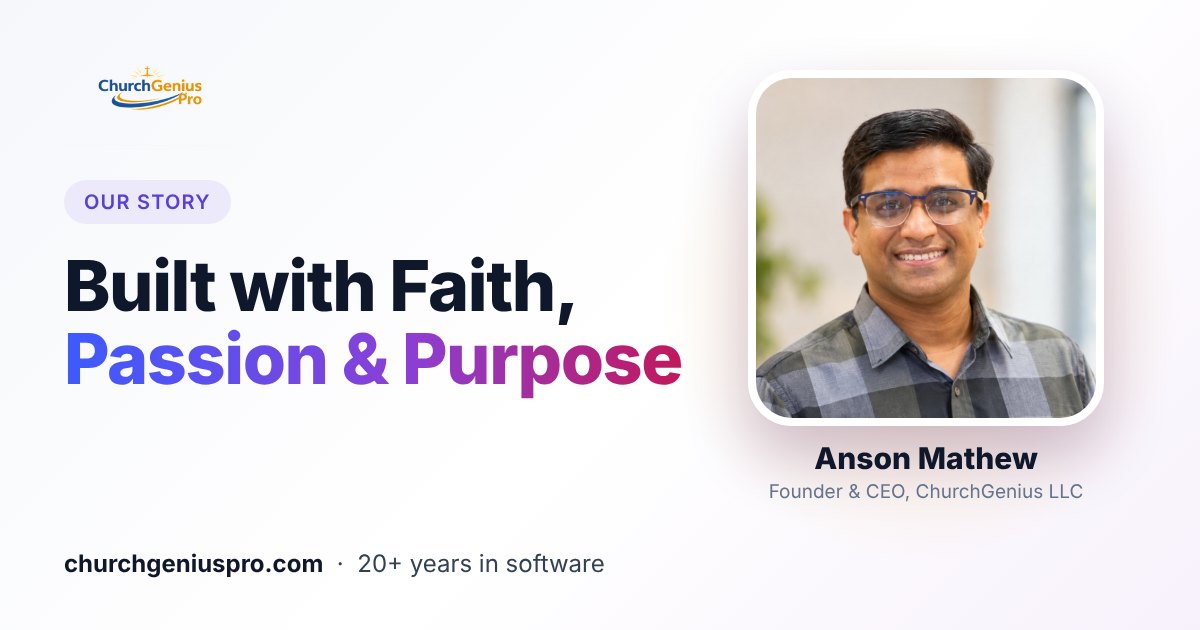 ChurchGenius
Pro
OUR STORY
Built with Faith,
Passion & Purpose
Anson Mathew
Founder & CEO, ChurchGenius LLC
churchgeniuspro.com · 20+ years in software